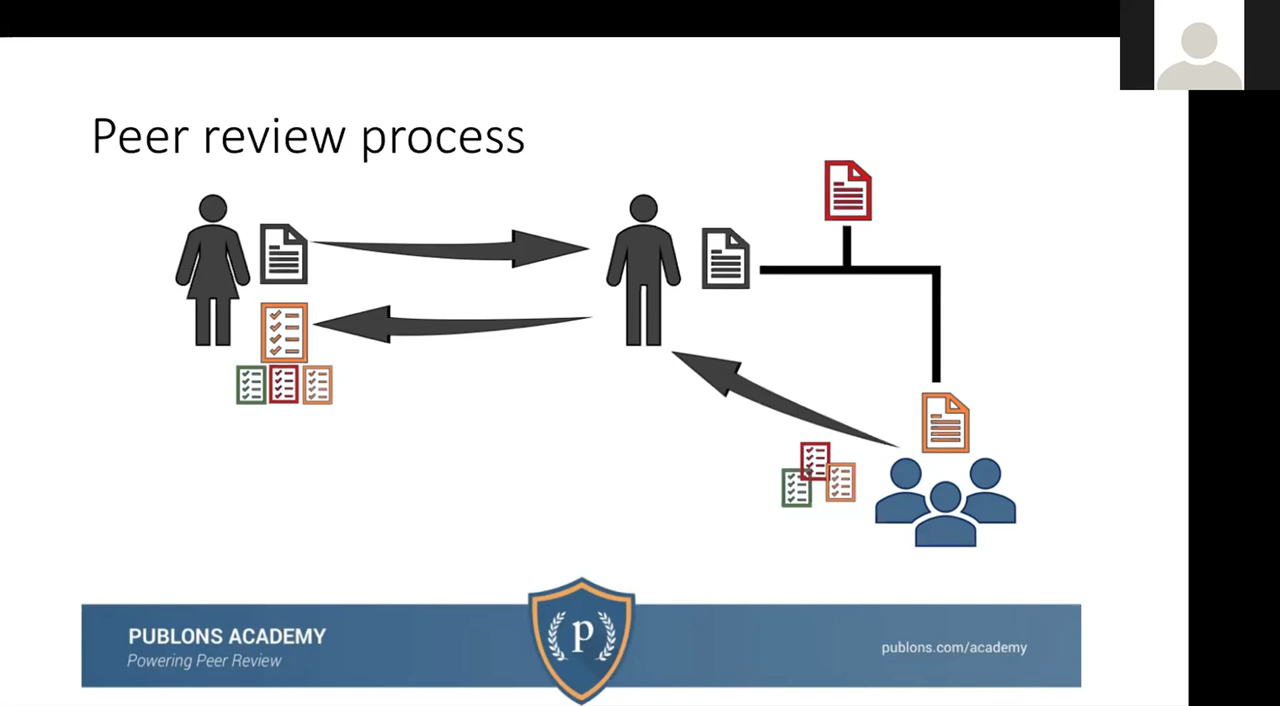 Peer review process
PUBLONS ACADEMY
Powering Peer Review
p
publons.com/academy